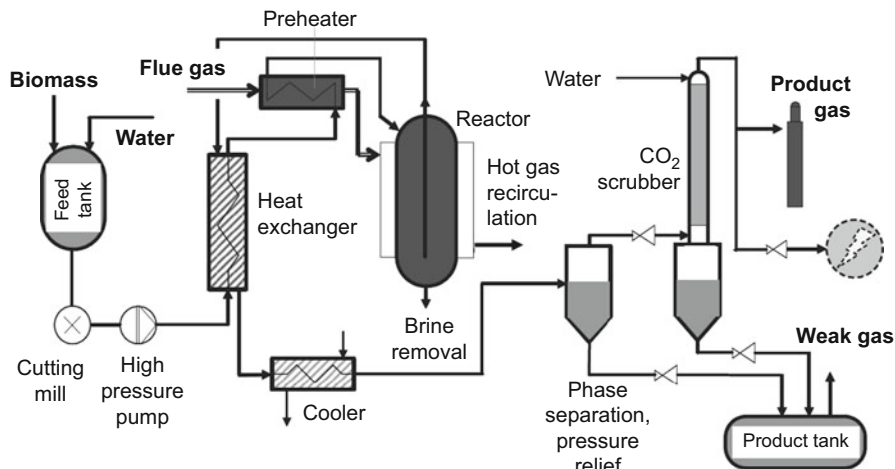 Preheater
Biomass
Flue gas
Water
Feed
tank
Heat
exchanger
Reactor
Hot gas
recircu-
lation
Brine
removal
Cutting
mill
High
pressure
pump
Cooler
Water
CO2
scrubber
Product
gas
Phase
separation,
pressure
relief
Weak gas
Product tank